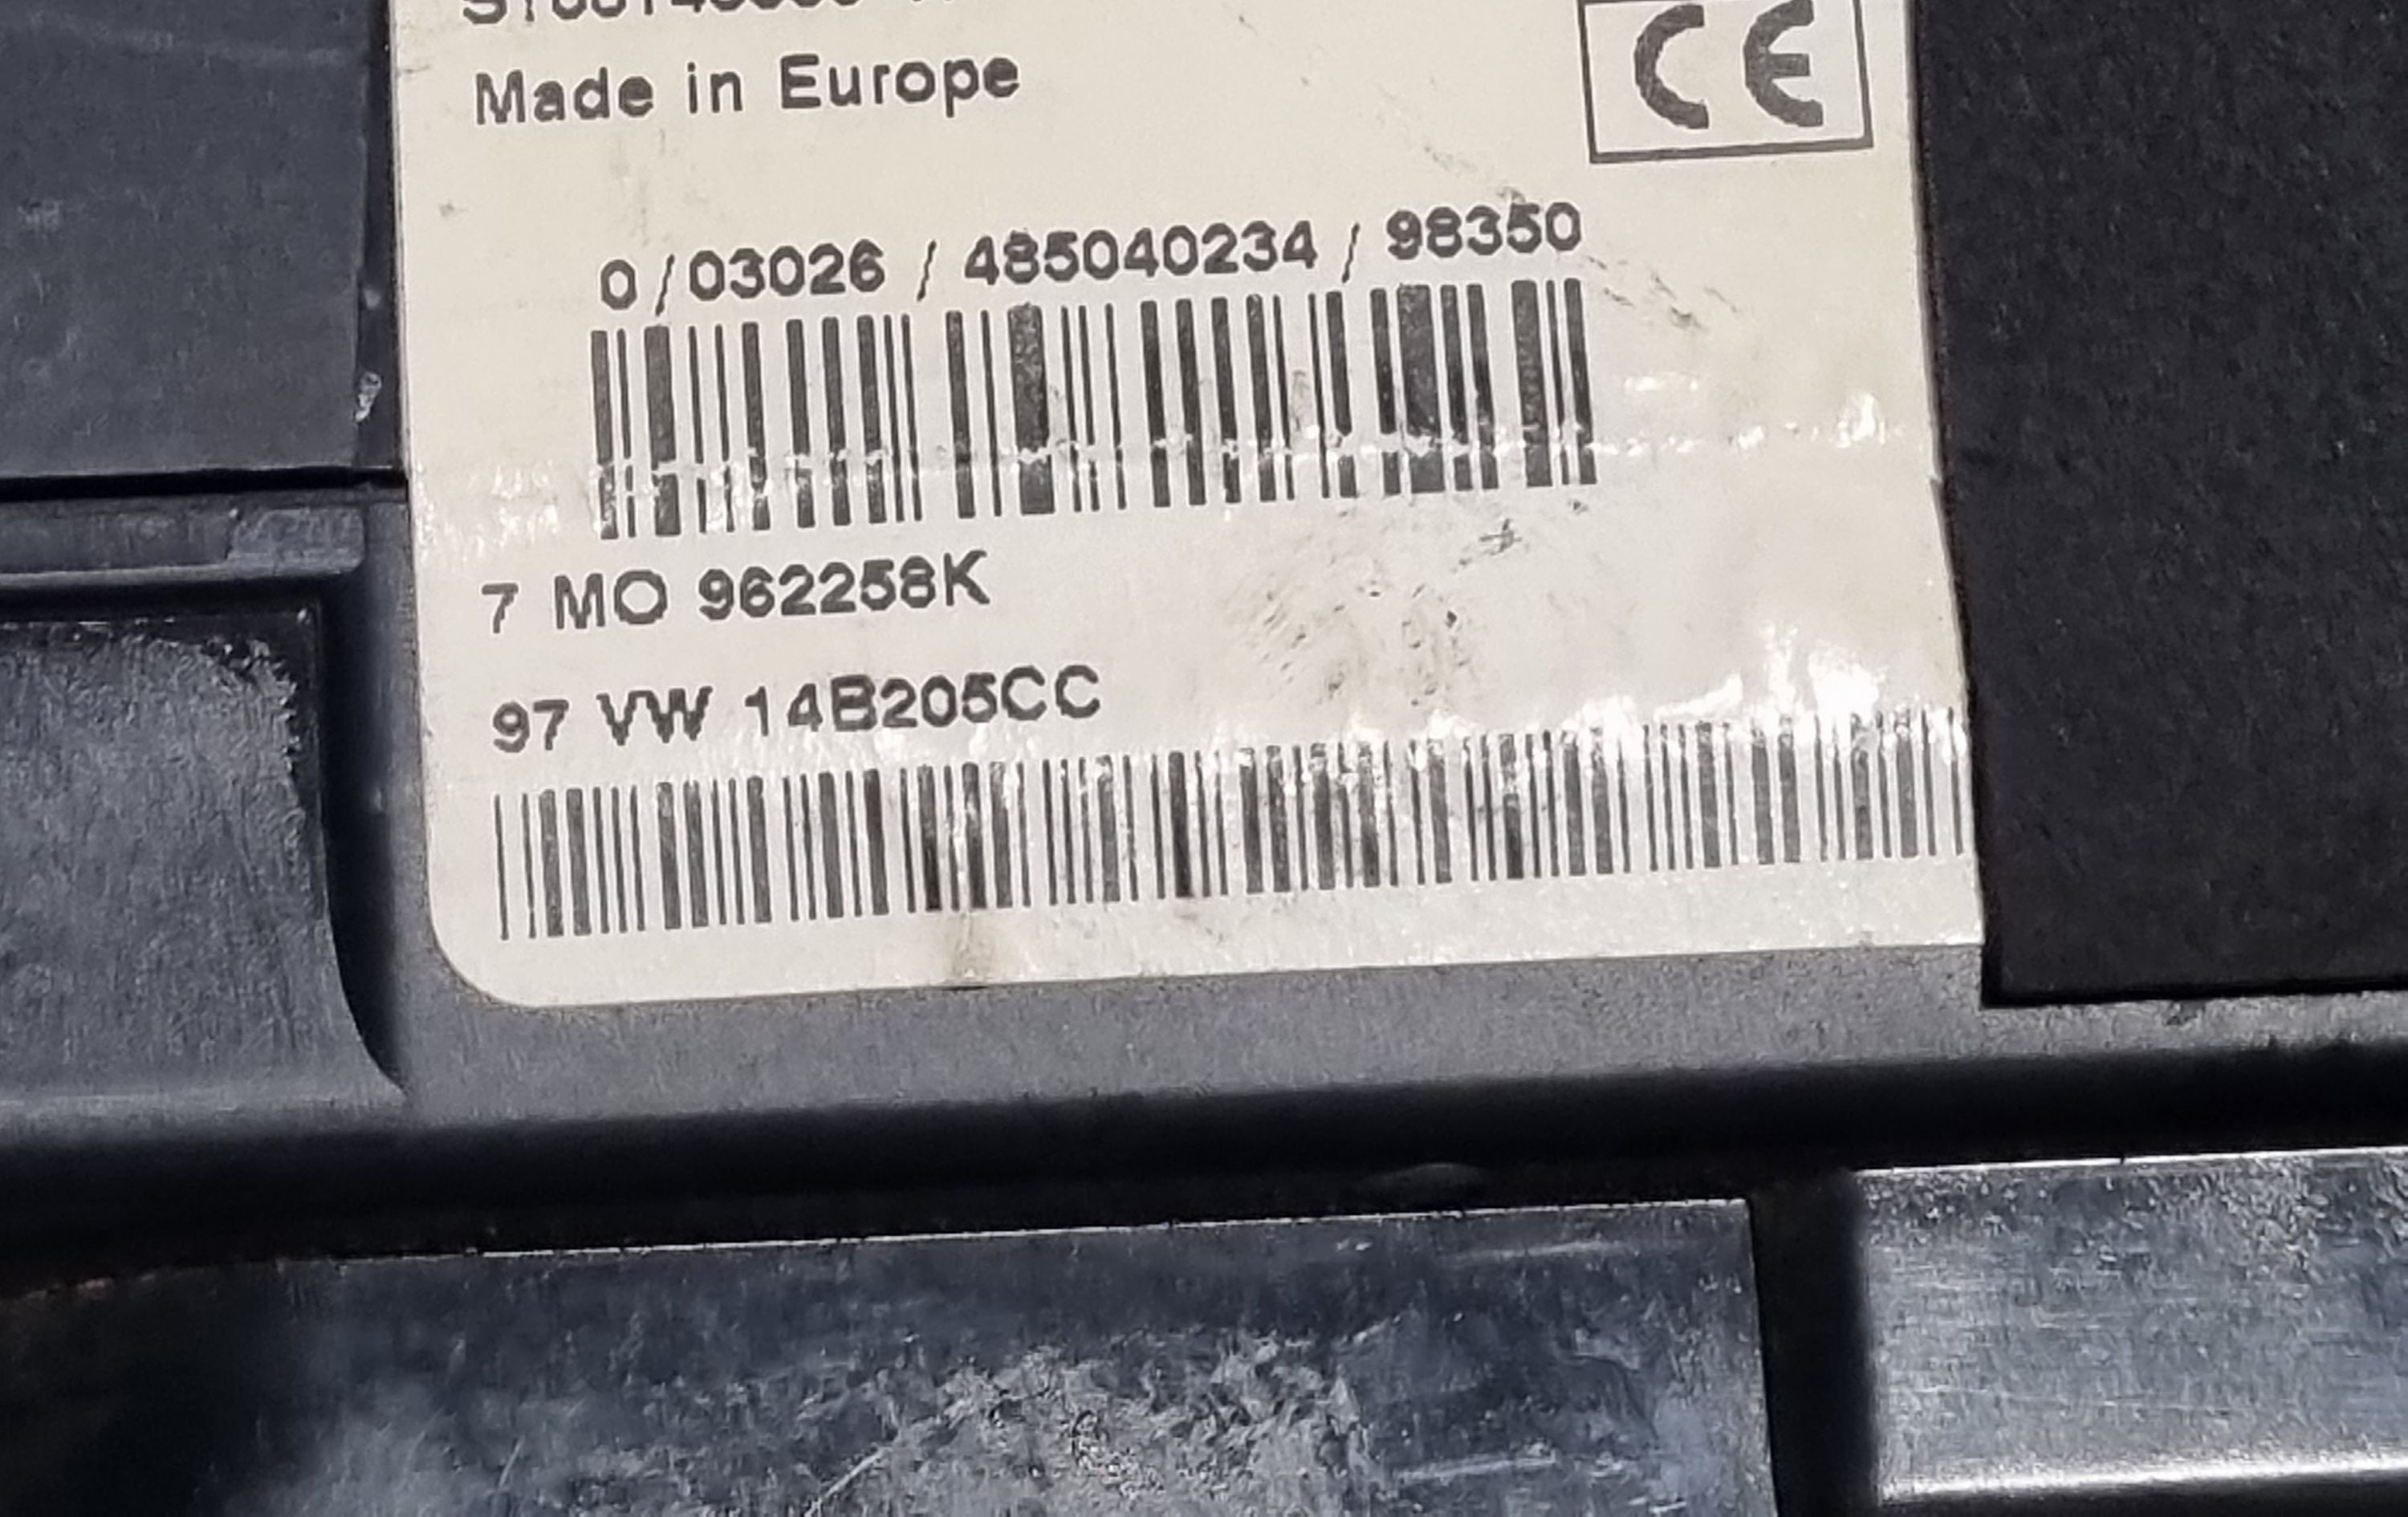 Made in Europe
CE
0/03026 / 485040234 / 98350
7 MO 962258K
97 VW 14B205CC